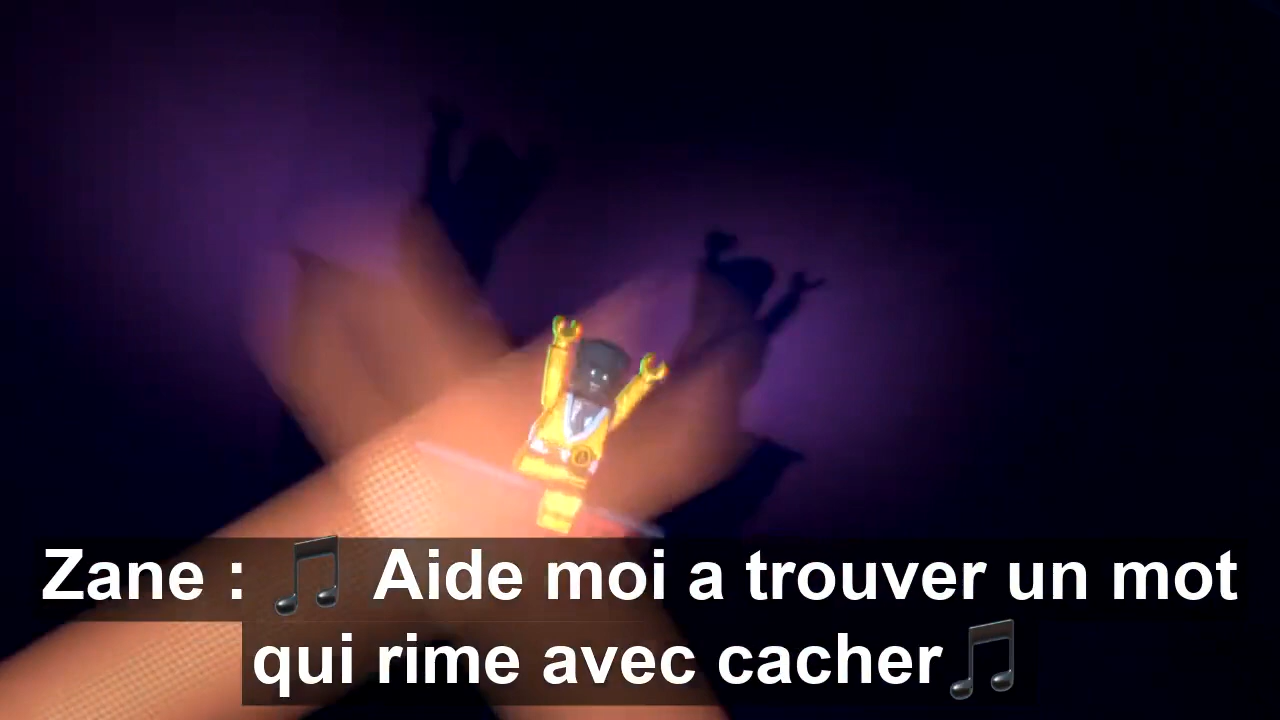 Zane : 🎵 Aide moi a trouver un mot
qui rime avec cacher🎵